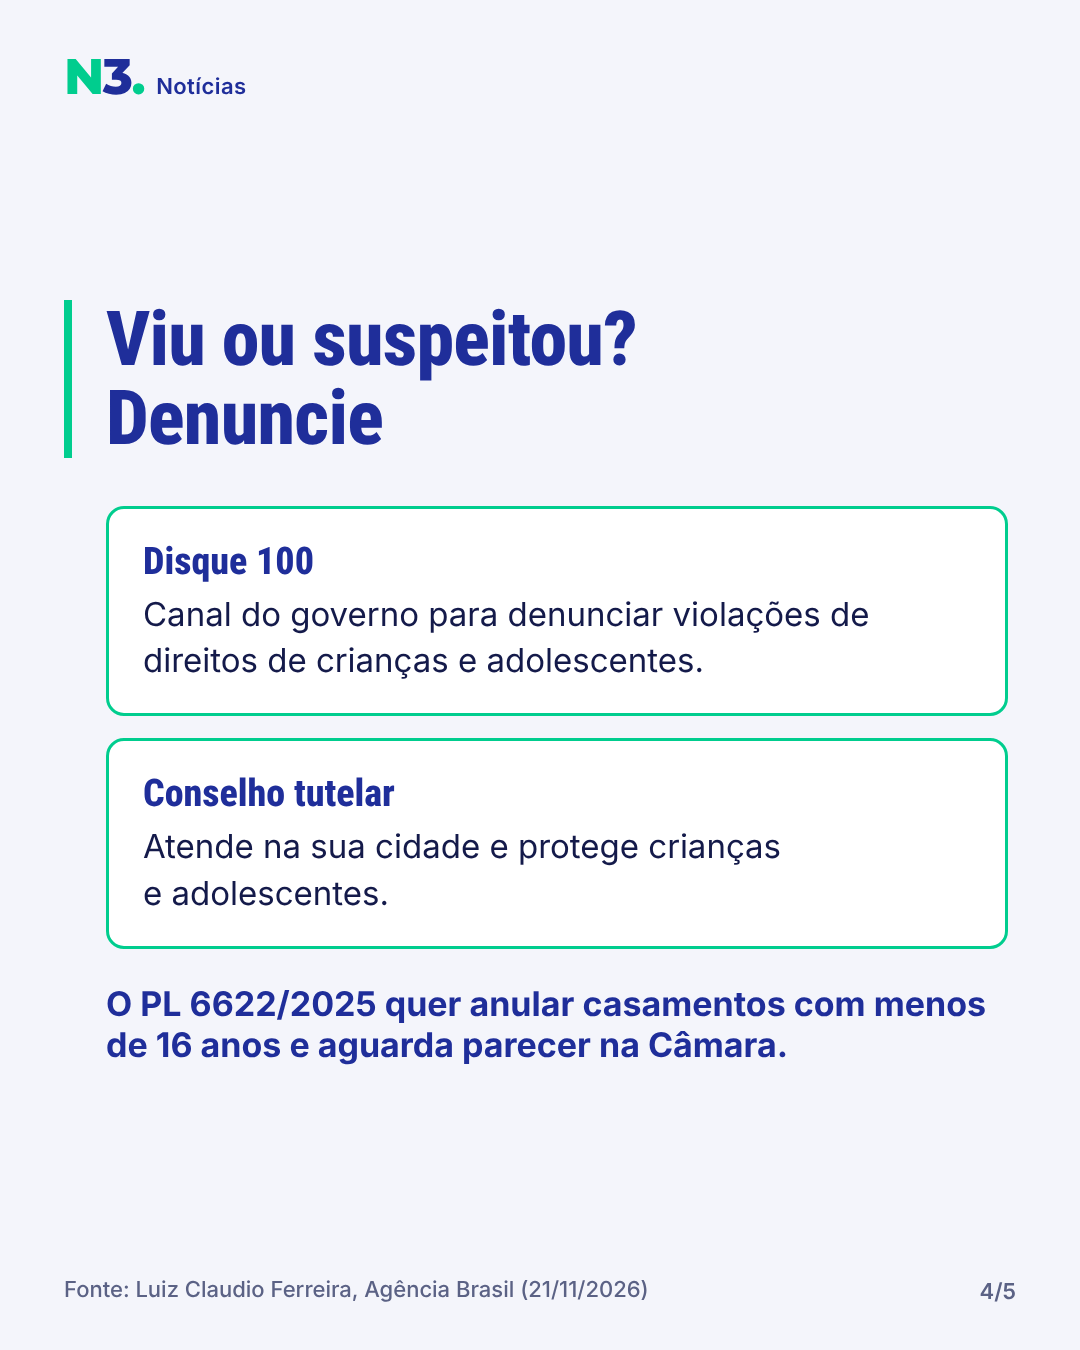 N3. Notícias
Viu ou suspeitou?
Denuncie
Disque 100
Canal do governo para denunciar violações de
direitos de crianças e adolescentes.
Conselho tutelar
Atende na sua cidade e protege crianças
e adolescentes.
O PL 6622/2025 quer anular casamentos com menos
de 16 anos e aguarda parecer na Câmara.
Fonte: Luiz Claudio Ferreira, Agência Brasil (21/11/2026)
4/5